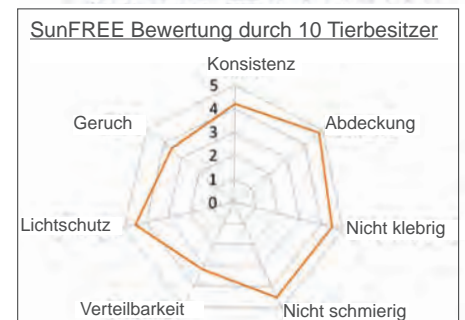 SunFREE Bewertung durch 10 Tierbesitzer
Konsistenz
5
4
3
2
1
0
Geruch
Abdeckung
Lichtschutz
Nicht klebrig
Verteilbarkeit
Nicht schmierig